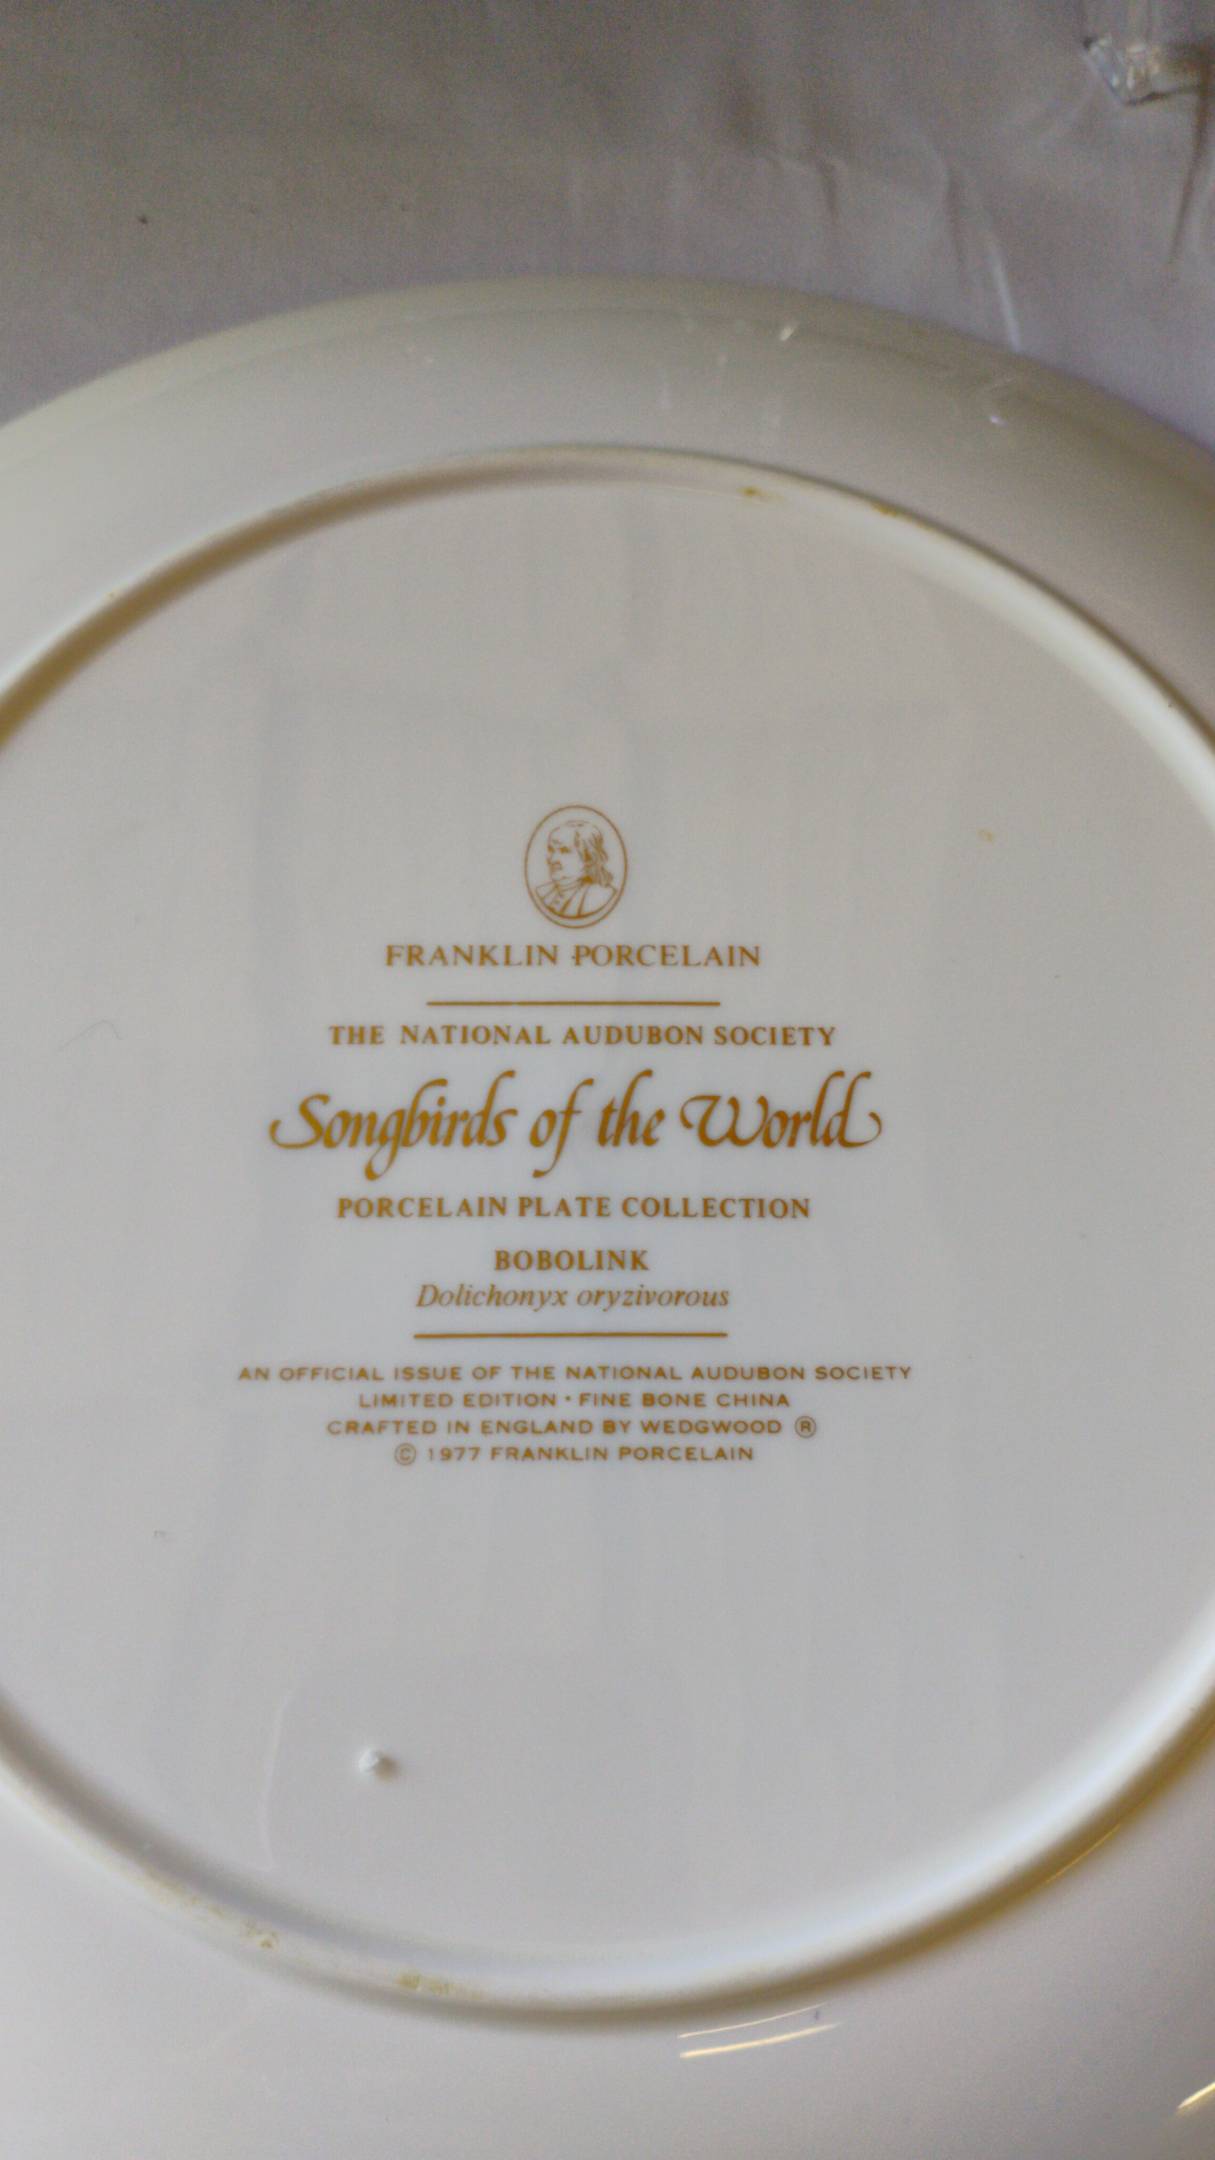 FRANKLIN PORCELAIN
THE NATIONAL AUDUBON SOCIETY
Songbirds of the World
PORCELAIN PLATE COLLECTION
BOBOLINK
Dolichonyx oryzivorous
AN OFFICIAL ISSUE OF THE NATIONAL AUDUBON SOCIETY
LIMITED EDITION · FINE BONE CHINA
CRAFTED IN ENGLAND BY WEDGWOOD ®
© 1977 FRANKLIN PORCELAIN